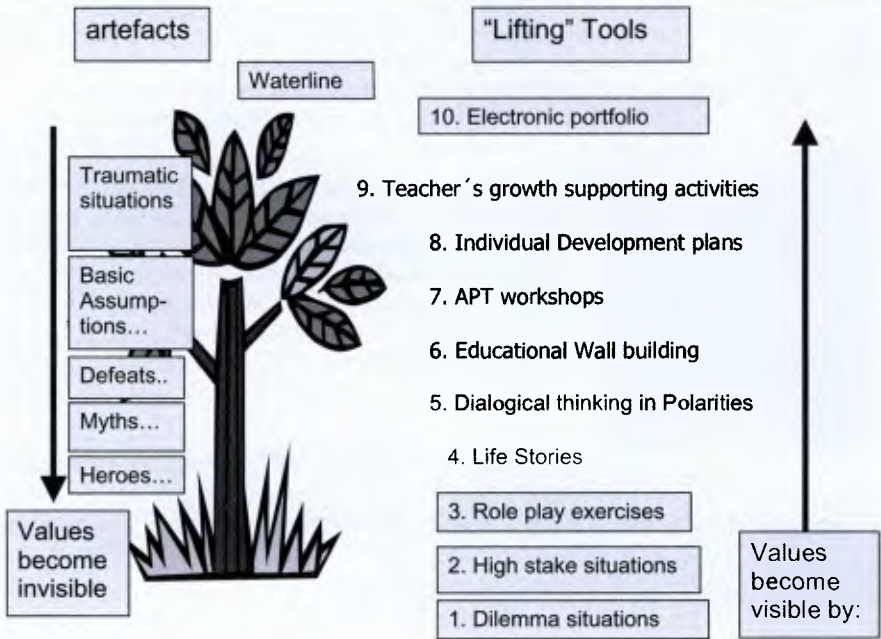 artefacts
"Lifting" Tools
Waterline
10. Electronic portfolio
Traumatic
situations
9. Teacher´s growth supporting activities
8. Individual Development plans
Basic
Assump-
tions...
7. APT workshops
6. Educational Wall building
Defeats..
5. Dialogical thinking in Polarities
Myths...
4. Life Stories
Heroes...
3. Role play exercises
Values
become
invisible
2. High stake situations
1. Dilemma situations
Values
become
visible by: